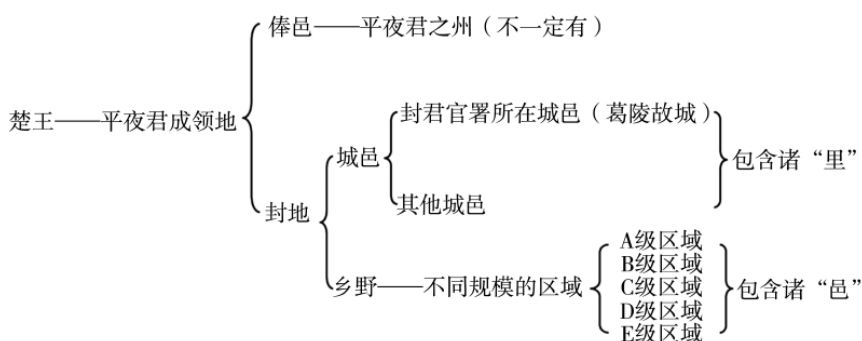 俸邑——平夜君之州（不一定有）
楚王——平夜君成领地
封君官署所在城邑（葛陵故城）
城邑
包含诸“里”
其他城邑
封地
A级区域
B级区域
乡野——不同规模的区域
C级区域
包含诸“邑”
D级区域
E级区域